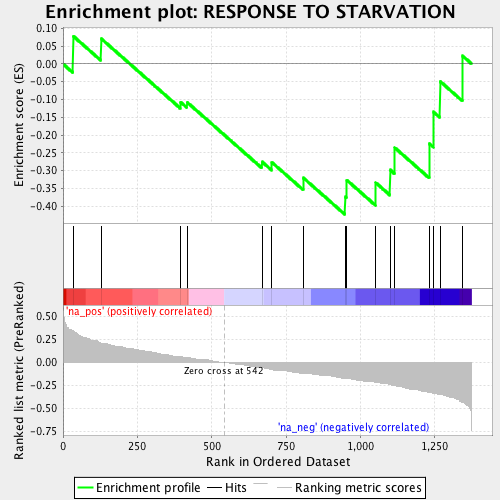 Enrichment plot: RESPONSE TO STARVATION
Enrichment score (ES)
0.10
0.05
0.00
-0.05
-0.10
-0.15
-0.20
-0.25
-0.30
-0.35
-0.40
'na_pos' (positively correlated)
Ranked list metric (PreRanked)
0.50
0.25
0.00
-0.25
-0.50
-0.75
Zero cross at 542
'na_neg' (negatively correlated)
0 250 500 750 1,000 1,250
Rank in Ordered Dataset
Enrichment profile Hits Ranking metric scores